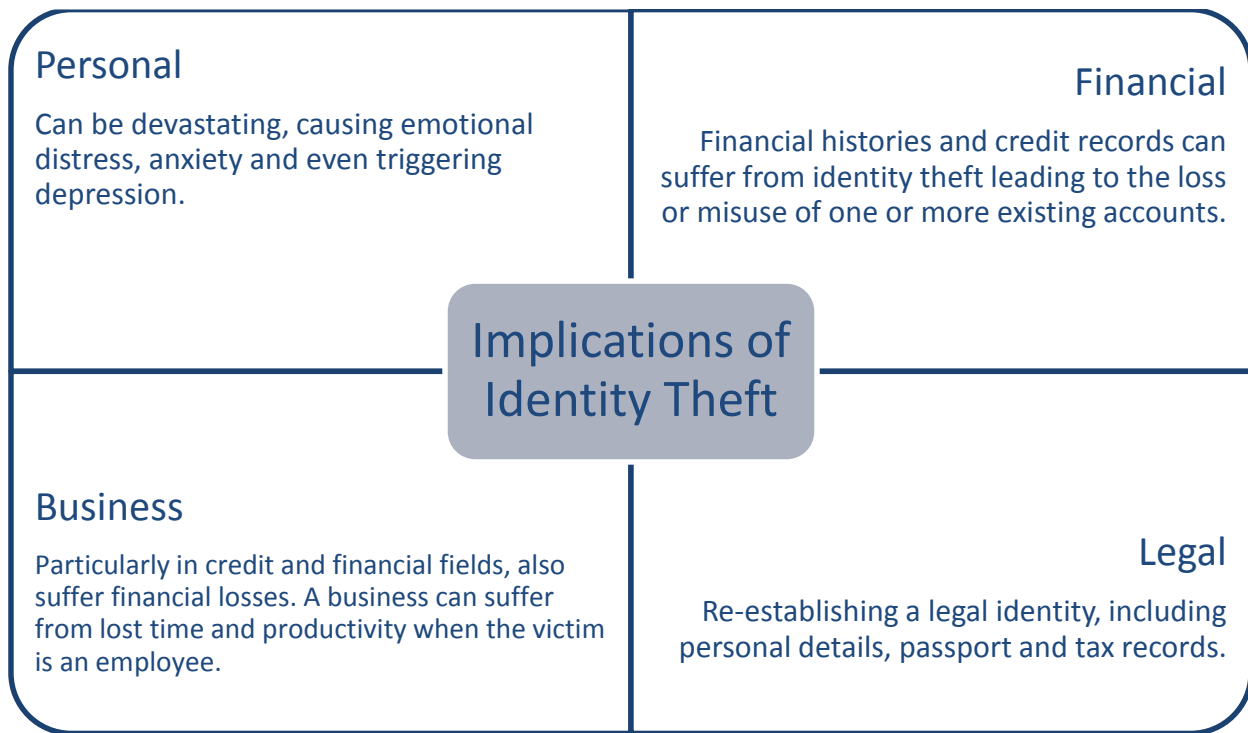 Personal
Can be devastating, causing emotional
distress, anxiety and even triggering
depression.
Financial
Financial histories and credit records can
suffer from identity theft leading to the loss
or misuse of one or more existing accounts.
Implications of
Identity Theft
Business
Particularly in credit and financial fields, also
suffer financial losses. A business can suffer
from lost time and productivity when the victim
is an employee.
Legal
Re-establishing a legal identity, including
personal details, passport and tax records.